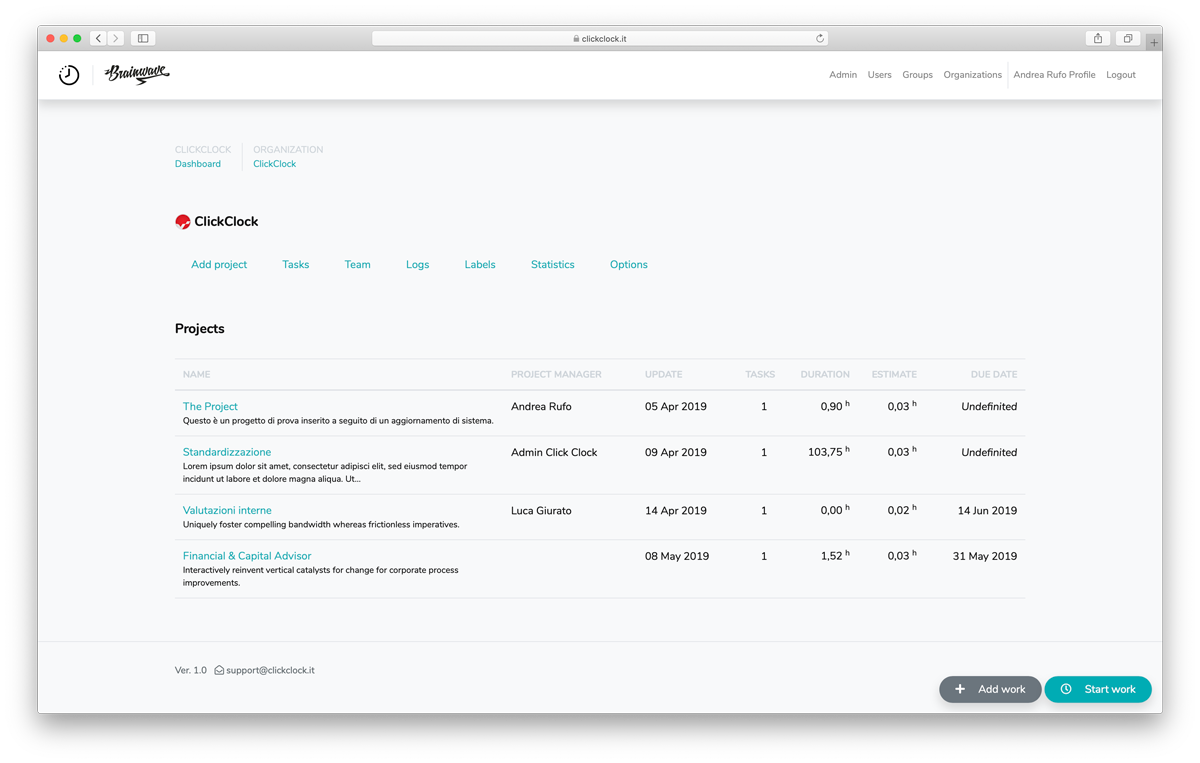 clickclock.it
Brainwave
Admin Users Groups Organizations Andrea Rufo Profile Logout
CLICKCLOCK ORGANIZATION
Dashboard ClickClock
ClickClock
Add project Tasks Team Logs Labels Statistics Options
Projects
NAME PROJECT MANAGER UPDATE TASKS DURATION ESTIMATE DUE DATE
The Project Andrea Rufo 05 Apr 2019 1 0,90 h 0,03 h Undefinited
Questo è un progetto di prova inserito a seguito di un aggiornamento di sistema.
Standardizzazione Admin Click Clock 09 Apr 2019 1 103,75 h 0,03 h Undefinited
Lorem ipsum dolor sit amet, consectetur adipisci elit, sed eiusmod tempor
incidunt ut labore et dolore magna aliqua. Ut...
Valutazioni interne Luca Giurato 14 Apr 2019 1 0,00 h 0,02 h 14 Jun 2019
Uniquely foster compelling bandwidth whereas frictionless imperatives.
Financial & Capital Advisor 08 May 2019 1 1,52 h 0,03 h 31 May 2019
Interactively reinvent vertical catalysts for change for corporate process
improvements.
Ver. 1.0 support@clickclock.it
Add work Start work